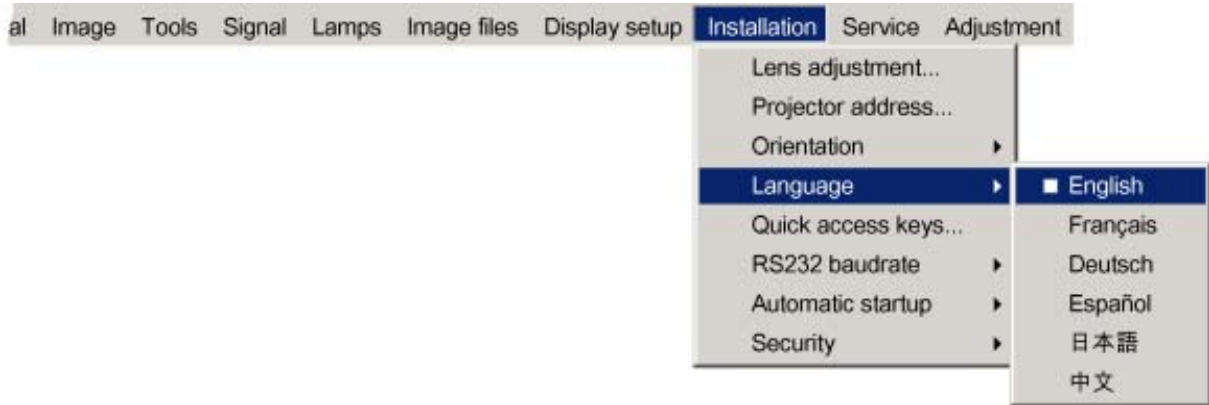 al Image Tools Signal Lamps Image files Display setup Installation Service Adjustment
Lens adjustment...
Projector address...
Orientation
Language
Quick access keys...
RS232 baudrate
Automatic startup
Security
English
Français
Deutsch
Español
日本語
中文